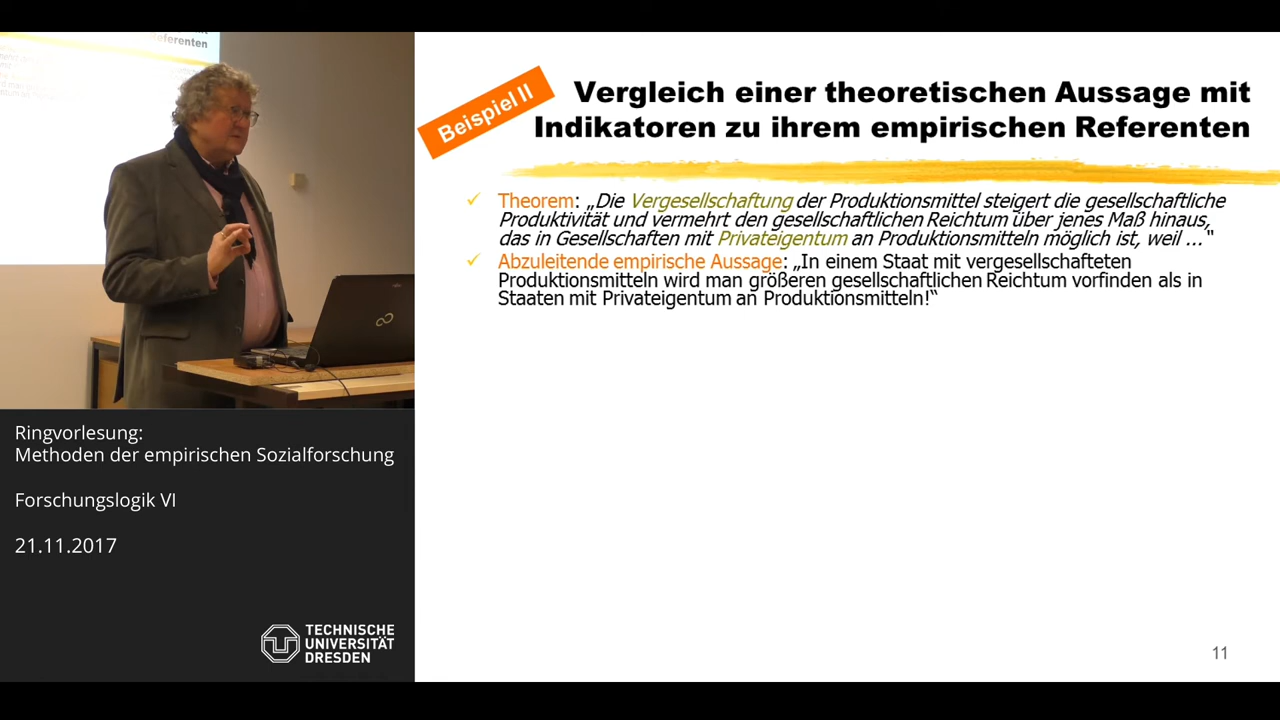 Referenten
Beispiel II
Vergleich einer theoretischen Aussage mit
Indikatoren zu ihrem empirischen Referenten
Theorem: „Die Vergesellschaftung der Produktionsmittel steigert die gesellschaftliche
Produktivität und vermehrt den gesellschaftlichen Reichtum über jenes Maß hinaus,
das in Gesellschaften mit Privateigentum an Produktionsmitteln möglich ist, weil ...“
Abzuleitende empirische Aussage: „In einem Staat mit vergesellschafteten
Produktionsmitteln wird man größeren gesellschaftlichen Reichtum vorfinden als in
Staaten mit Privateigentum an Produktionsmitteln!“
Ringvorlesung:
Methoden der empirischen Sozialforschung
Forschungslogik VI
21.11.2017
TECHNISCHE
UNIVERSITÄT
DRESDEN
11